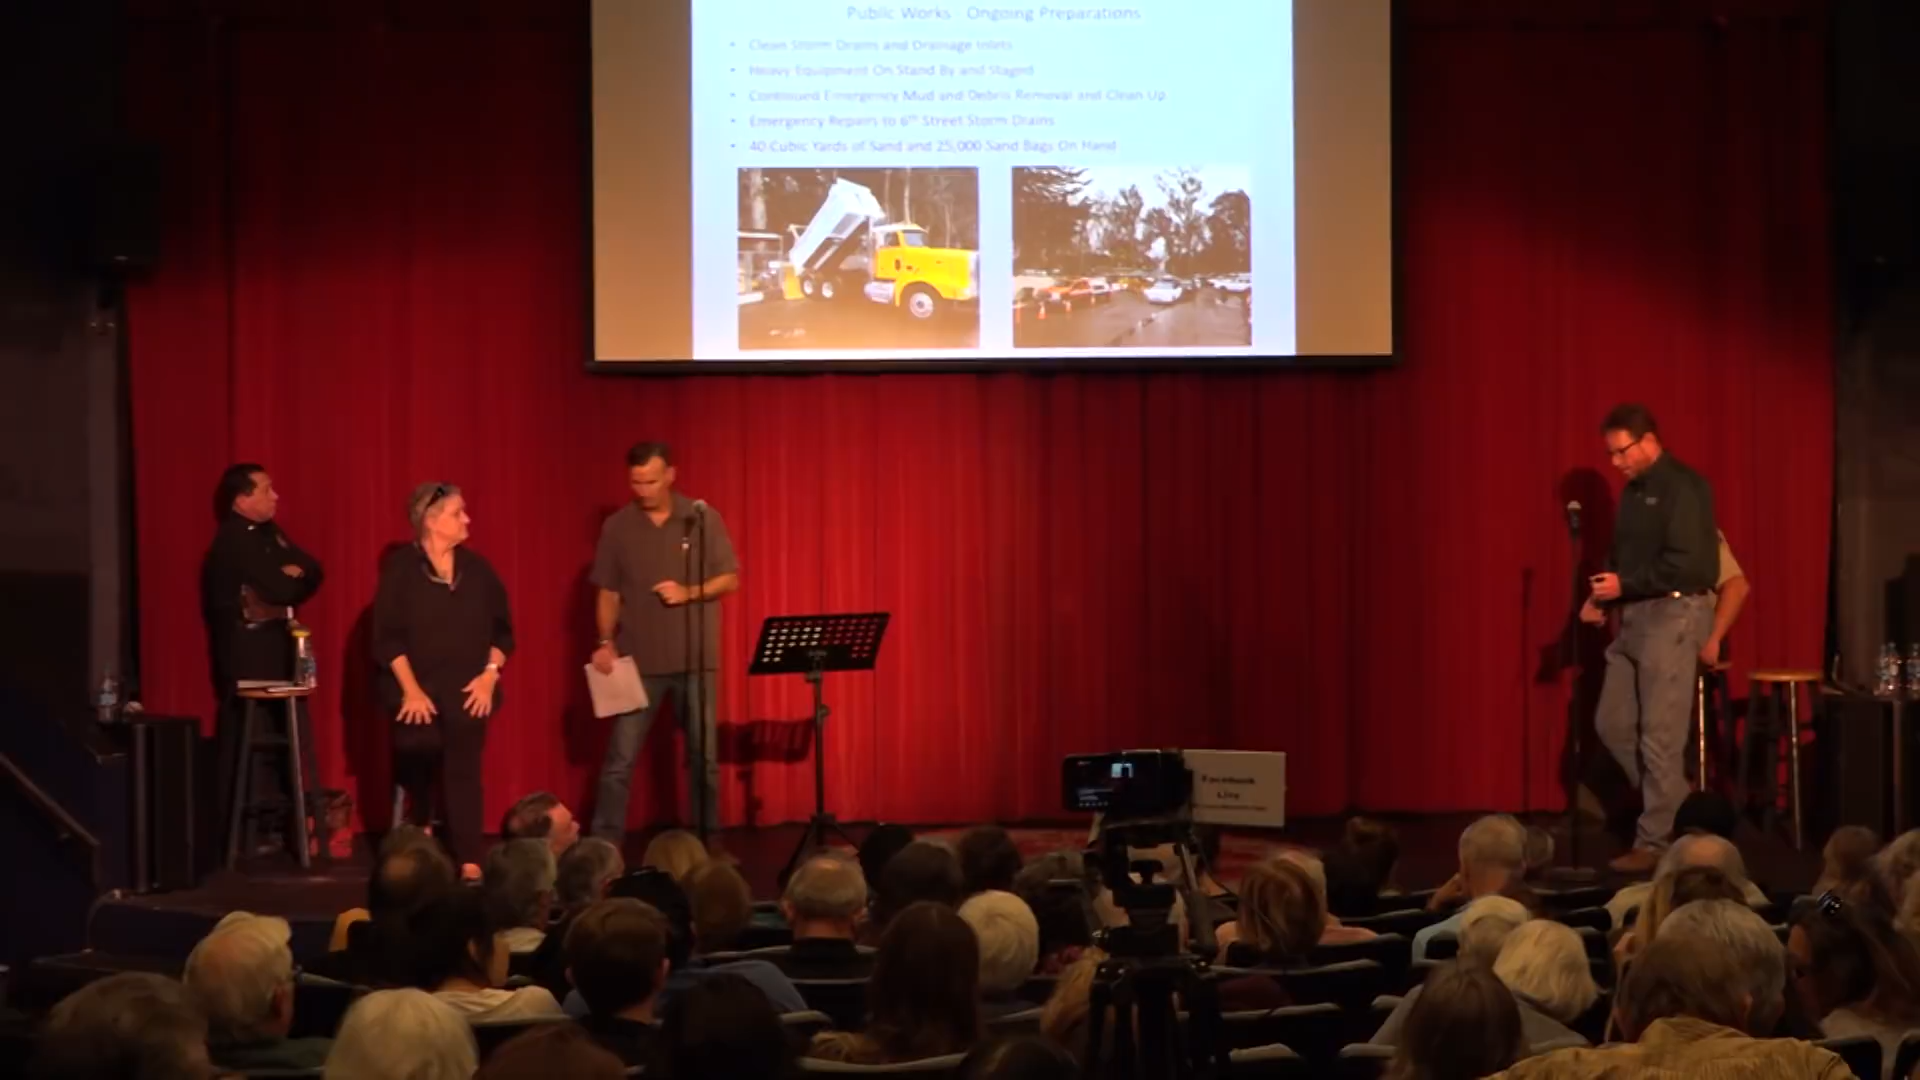 Public Works - Ongoing Preparations
• Clean Storm Drains and Drainage Inlets
• Heavy Equipment On Stand By and Staged
• Continued Emergency Mud and Debris Removal and Clean Up
• Emergency Repairs to 6th Street Storm Drains
• 40 Cubic Yards of Sand and 25,000 Sand Bags On Hand
Facebook
Live